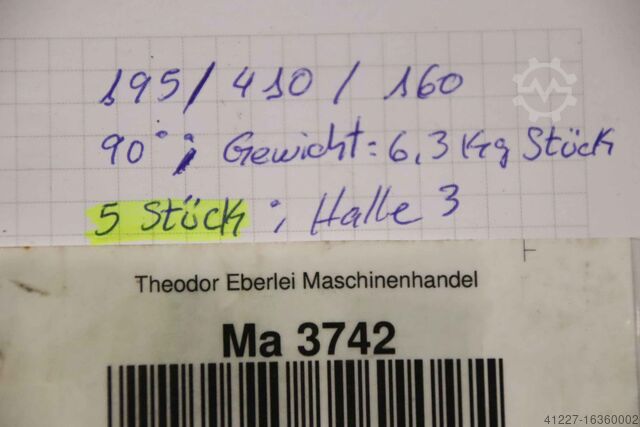 195/410/160
90°; Gewicht: 6,3 Kg Stück
5 Stück; Halle 3
Theodor Eberlei Maschinenhandel
Ma 3742
41227-16360002